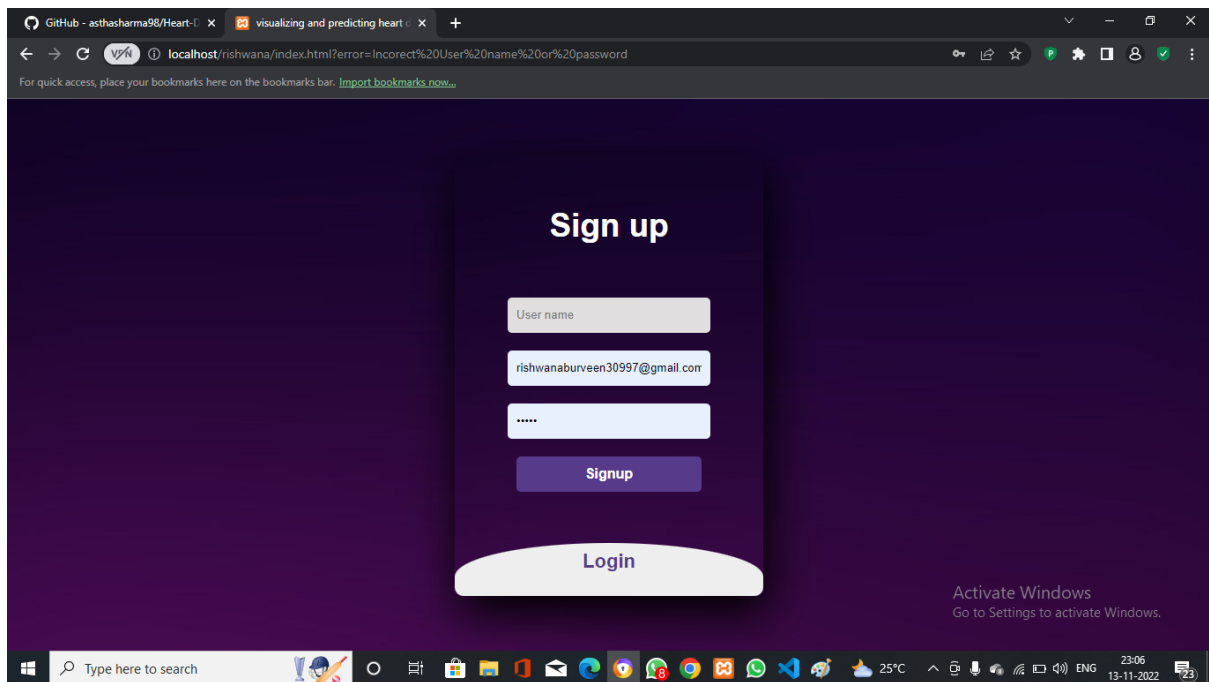 GitHub - asthasharma98/Heart-D
visualizing and predicting heart d
VPN
localhost/rishwana/index.html?error=Incorect%20User%20name%20or%20password
For quick access, place your bookmarks here on the bookmarks bar. Import bookmarks now...
Sign up
User name
rishwanaburveen30997@gmail.com
•••••
Signup
Login
Activate Windows
Go to Settings to activate Windows.
Type here to search
8
25°C
ENG
23:06
13-11-2022
23